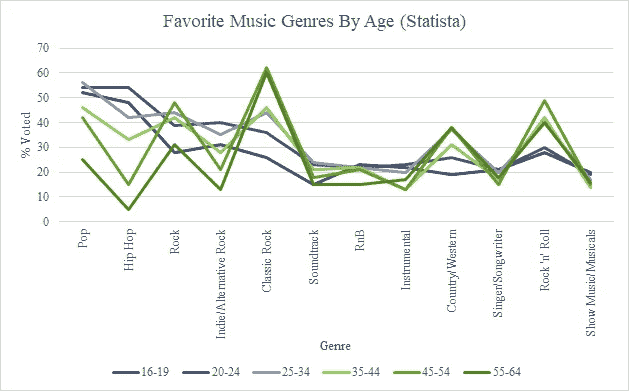 Favorite Music Genres By Age (Statista)
70
60
50
40
30
20
10
0
% Voted
Pop
Hip Hop
Rock
Indie/Alternative Rock
Classic Rock
Soundtrack
RnB
Instrumental
Country/Western
Singer/Songwriter
Rock 'n' Roll
Show Music/Musicals
Genre
16-19 20-24 25-34 35-44 45-54 55-64